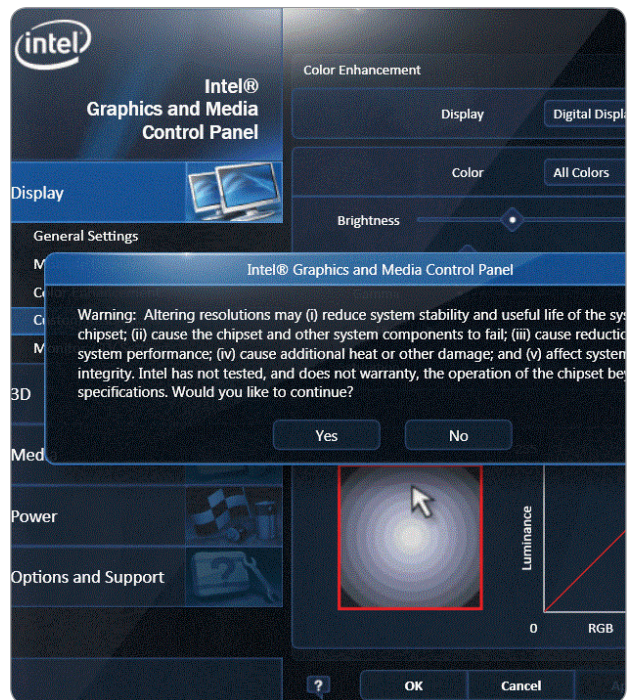 intel
Intel®
Graphics and Media
Control Panel
Display
General Settings
M
Co
Cus
M
3D
Med
Power
Options and Support
Color Enhancement
Display
Digital Displa
Color
All Colors
Brightness
Intel® Graphics and Media Control Panel
Warning: Altering resolutions may (i) reduce system stability and useful life of the sys
chipset; (ii) cause the chipset and other system components to fail; (iii) cause reductio
system performance; (iv) cause additional heat or other damage; and (v) affect system
integrity. Intel has not tested, and does not warranty, the operation of the chipset bey
specifications. Would you like to continue?
Yes
No
Luminance
0
RGB
?
OK
Cancel